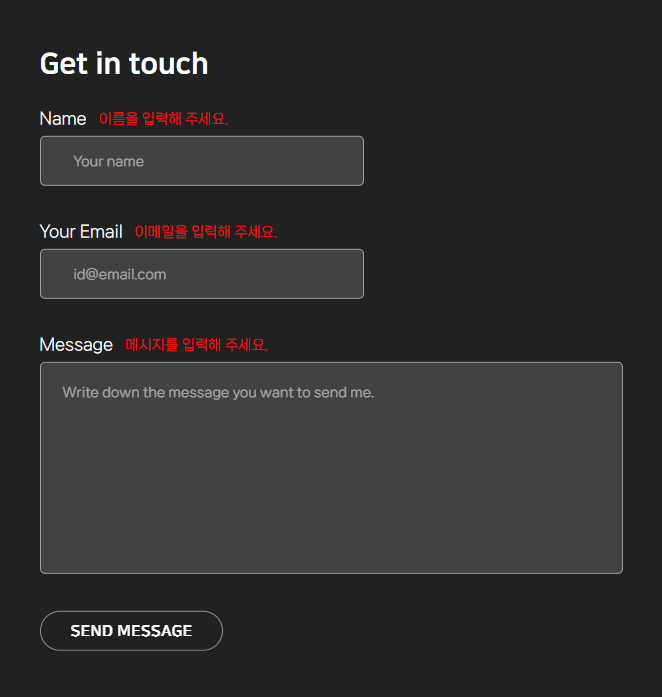 Get in touch
Name 이름을 입력해 주세요.
Your name
Your Email 이메일을 입력해 주세요.
id@email.com
Message 메시지를 입력해 주세요.
Write down the message you want to send me.
SEND MESSAGE